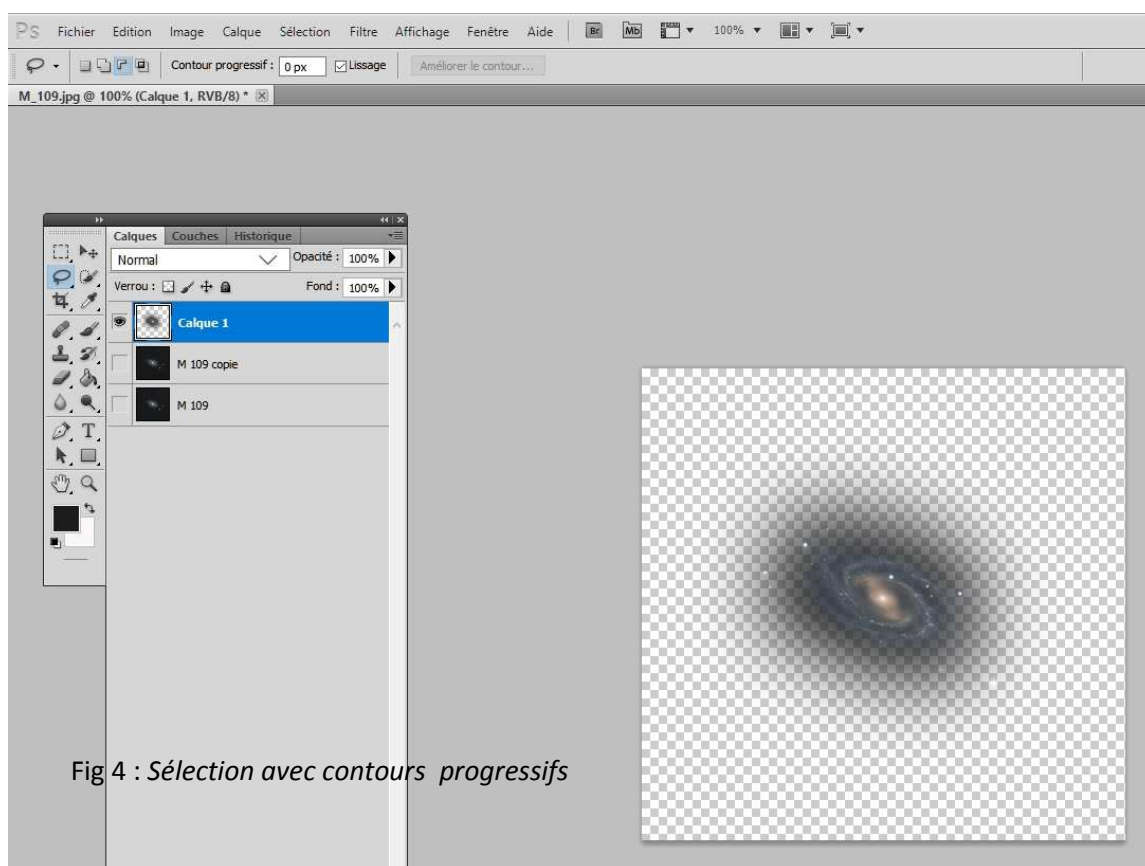 Ps Fichier Edition Image Calque Sélection Filtre Affichage Fenêtre Aide Br Mb 100%
Contour progressif : 0 px Lissage Améliorer le contour...
M_109.jpg @ 100% (Calque 1, RVB/8) *
Calques Couches Historique
Normal Opacité : 100%
Verrou : Fond : 100%
Calque 1
M 109 copie
M 109
Fig 4 : Sélection avec contours progressifs